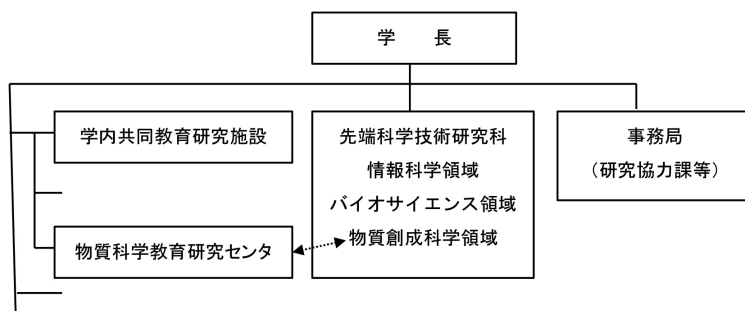 学　　長
学内共同教育研究施設
先端科学技術研究科
情報科学領域
バイオサイエンス領域
物質創成科学領域
事務局
（研究協力課等）
物質科学教育研究センタ